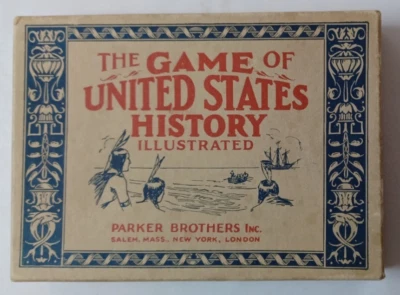 THE GAME OF
UNITED STATES
HISTORY
ILLUSTRATED
PARKER BROTHERS INC.
SALEM, MASS., NEW YORK, LONDON